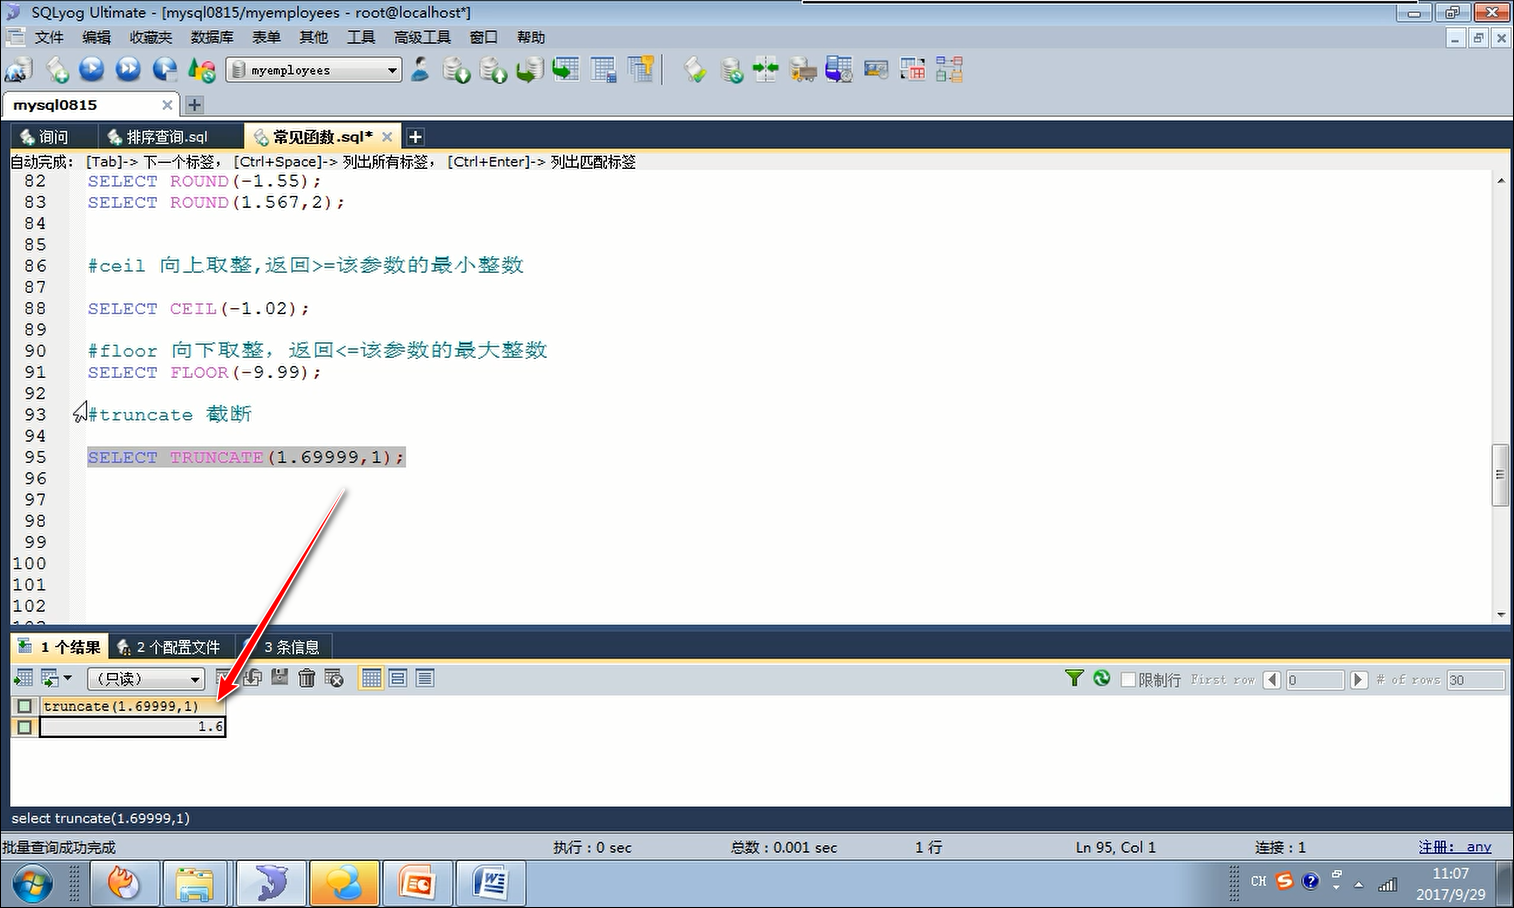 SQLyog Ultimate - [mysql0815/myemployees - root@localhost*]
文件 编辑 收藏夹 数据库 表单 其他 工具 高级工具 窗口 帮助
myemployees
mysql0815
询问 排序查询.sql 常见函数.sql*
自动完成： [Tab]-> 下一个标签， [Ctrl+Space]-> 列出所有标签， [Ctrl+Enter]-> 列出匹配标签
82 SELECT ROUND(-1.55);
83 SELECT ROUND(1.567,2);
84
85
86 #ceil 向上取整,返回>=该参数的最小整数
87
88 SELECT CEIL(-1.02);
89
90 #floor 向下取整，返回<=该参数的最大整数
91 SELECT FLOOR(-9.99);
92
93 #truncate 截断
94
95 SELECT TRUNCATE(1.69999,1);
96
97
98
99
100
101
102
1 个结果 2 个配置文件 3 条信息
（只读） 限制行 First row 0 # of rows 30
truncate(1.69999,1)
1.6
select truncate(1.69999,1)
批量查询成功完成 执行：0 sec 总数：0.001 sec 1 行 Ln 95, Col 1 连接：1 注册: any
CH 11:07
2017/9/29